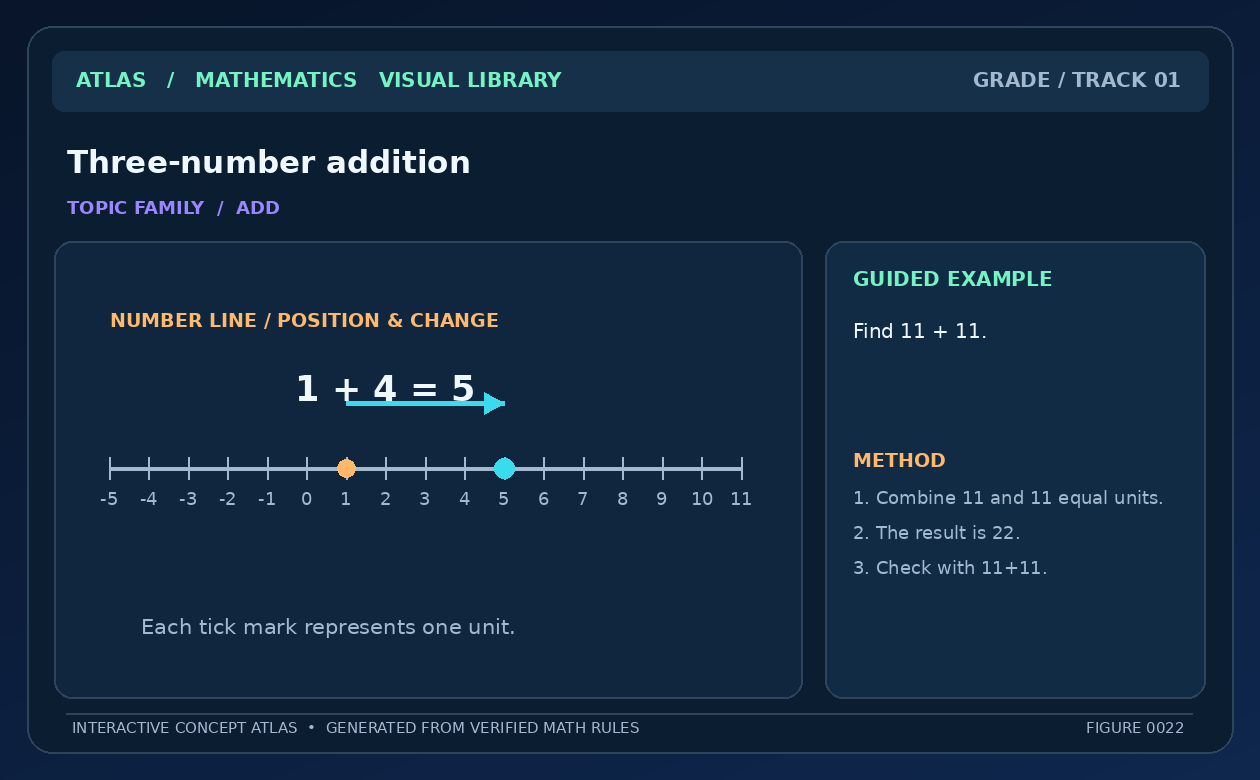 ATLAS / MATHEMATICS VISUAL LIBRARY
GRADE / TRACK 01
Three-number addition
TOPIC FAMILY / ADD
NUMBER LINE / POSITION & CHANGE
1 + 4 = 5
-5 -4 -3 -2 -1 0 1 2 3 4 5 6 7 8 9 10 11
Each tick mark represents one unit.
GUIDED EXAMPLE
Find 11 + 11.
METHOD
1. Combine 11 and 11 equal units.
2. The result is 22.
3. Check with 11+11.
INTERACTIVE CONCEPT ATLAS • GENERATED FROM VERIFIED MATH RULES
FIGURE 0022